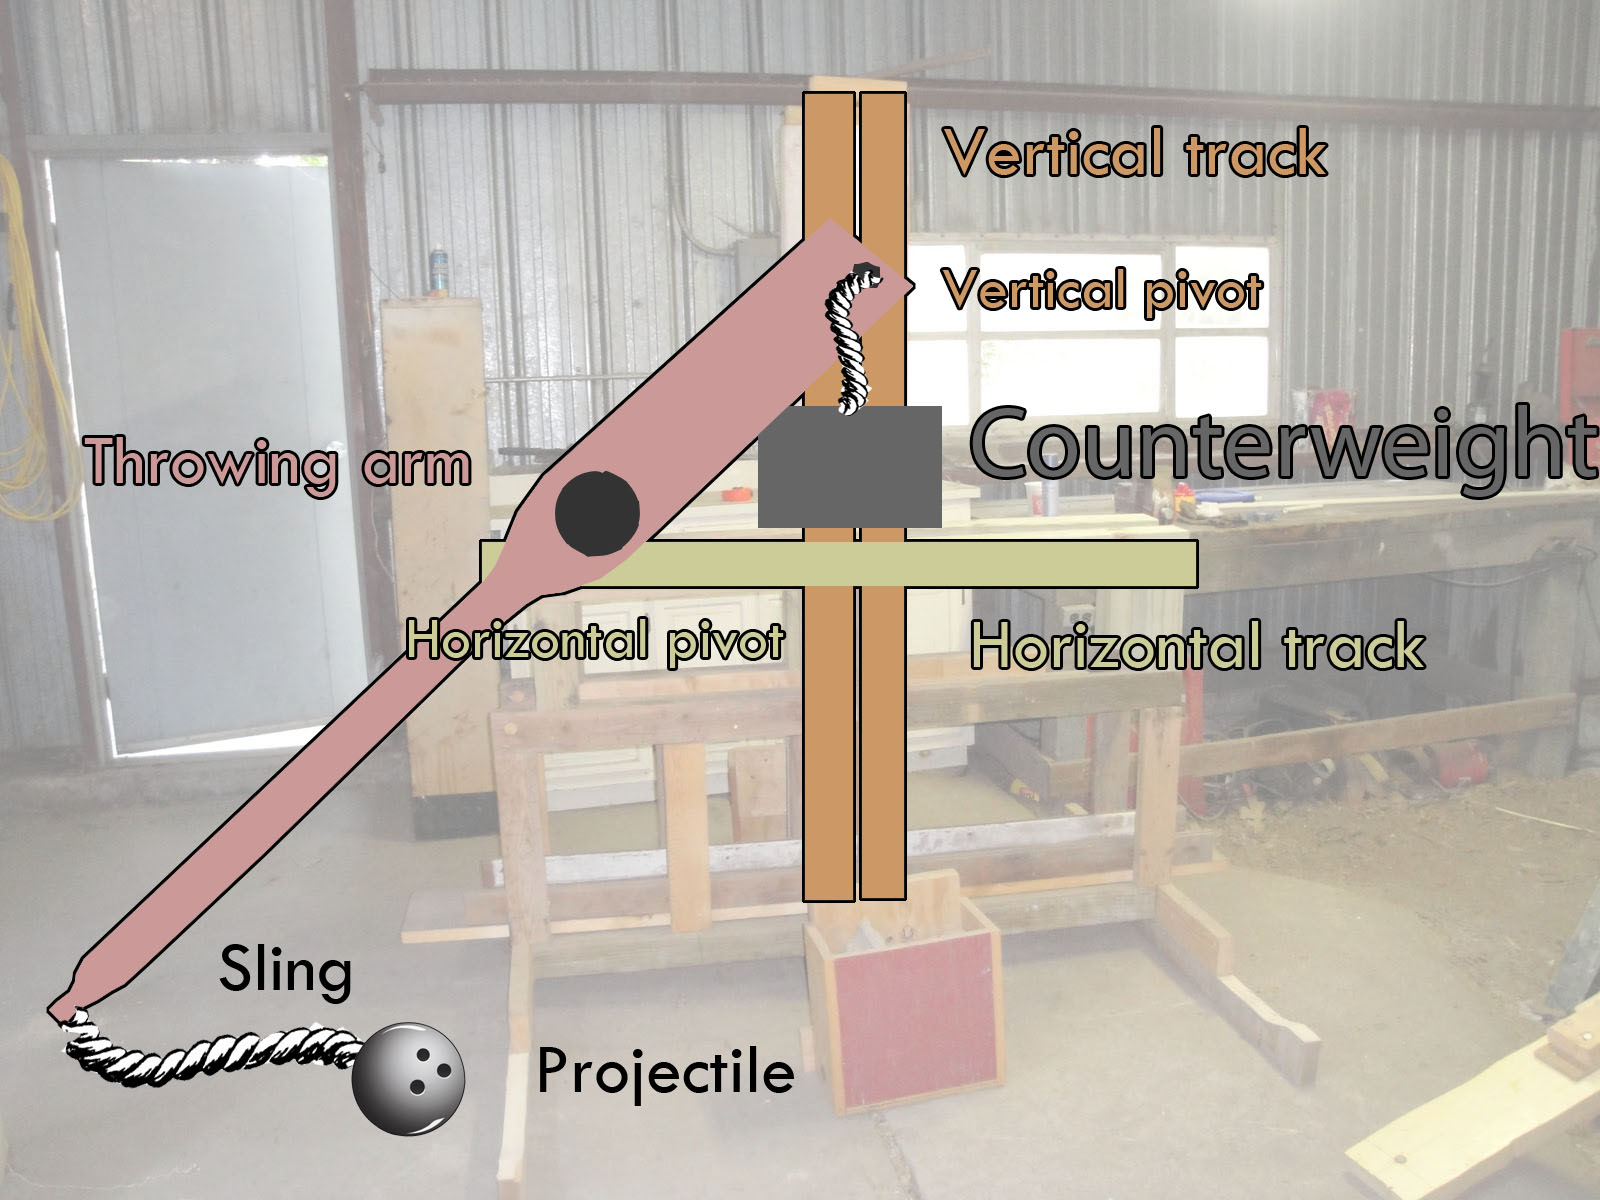 Vertical track
Vertical pivot
Throwing arm
Counterweight
Horizontal pivot
Horizontal track
Sling
Projectile